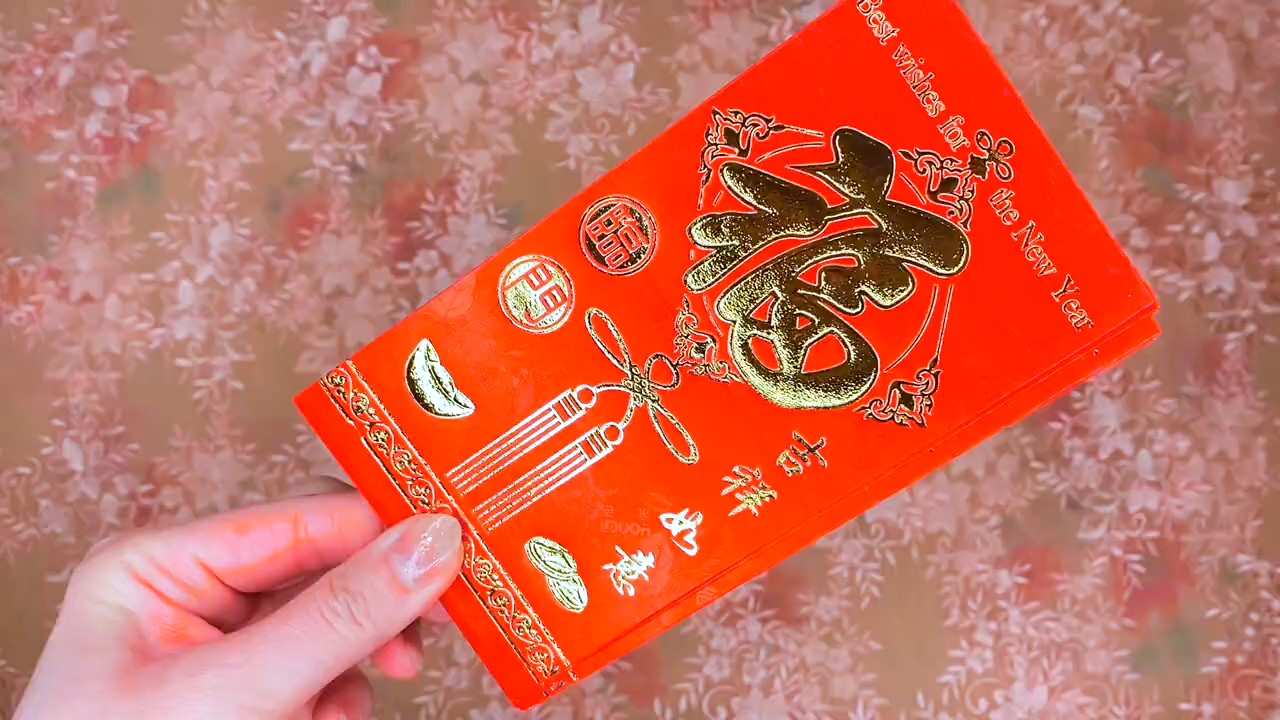 Best wishes for the New Year
福
吉祥如意